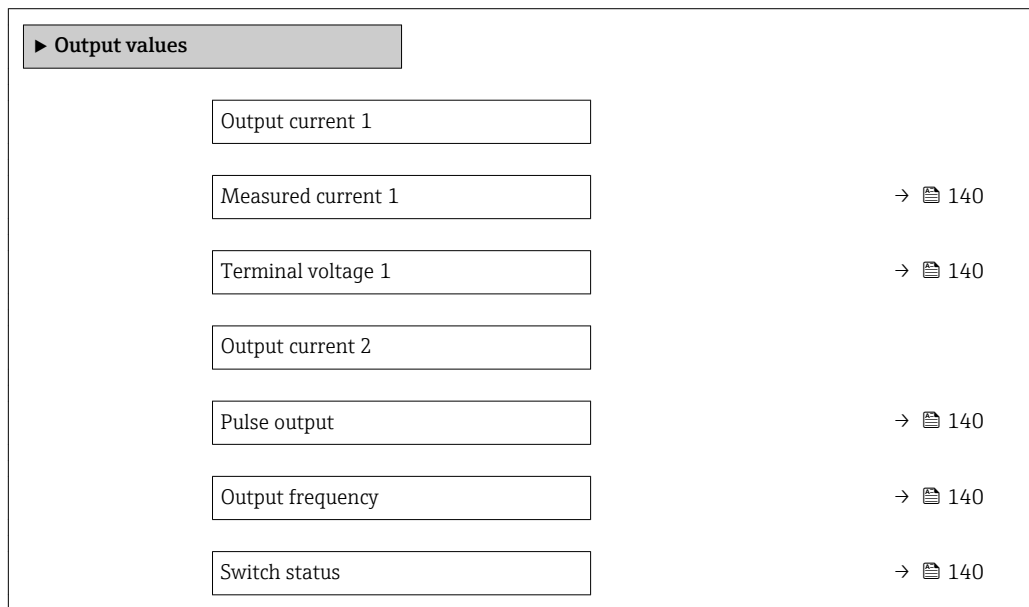 ▶ Output values
Output current 1
Measured current 1 → 140
Terminal voltage 1 → 140
Output current 2
Pulse output → 140
Output frequency → 140
Switch status → 140